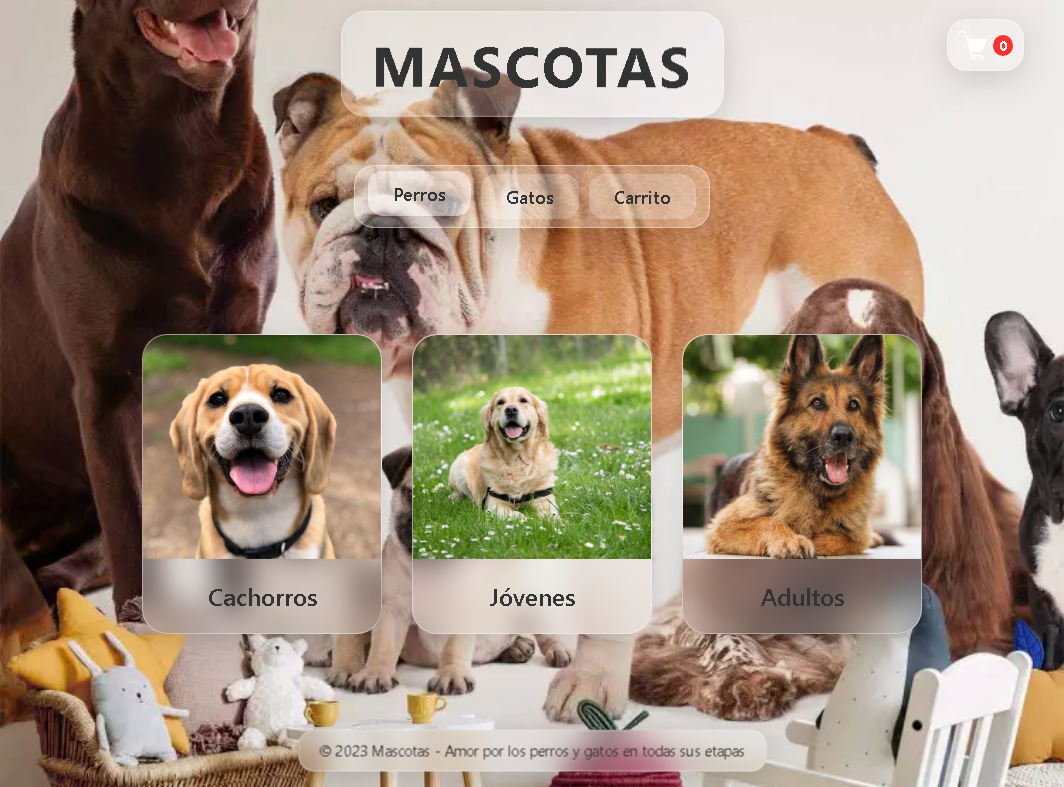 MASCOTAS
0
Perros
Gatos
Carrito
Cachorros
Jóvenes
Adultos
© 2023 Mascotas - Amor por los perros y gatos en todas sus etapas